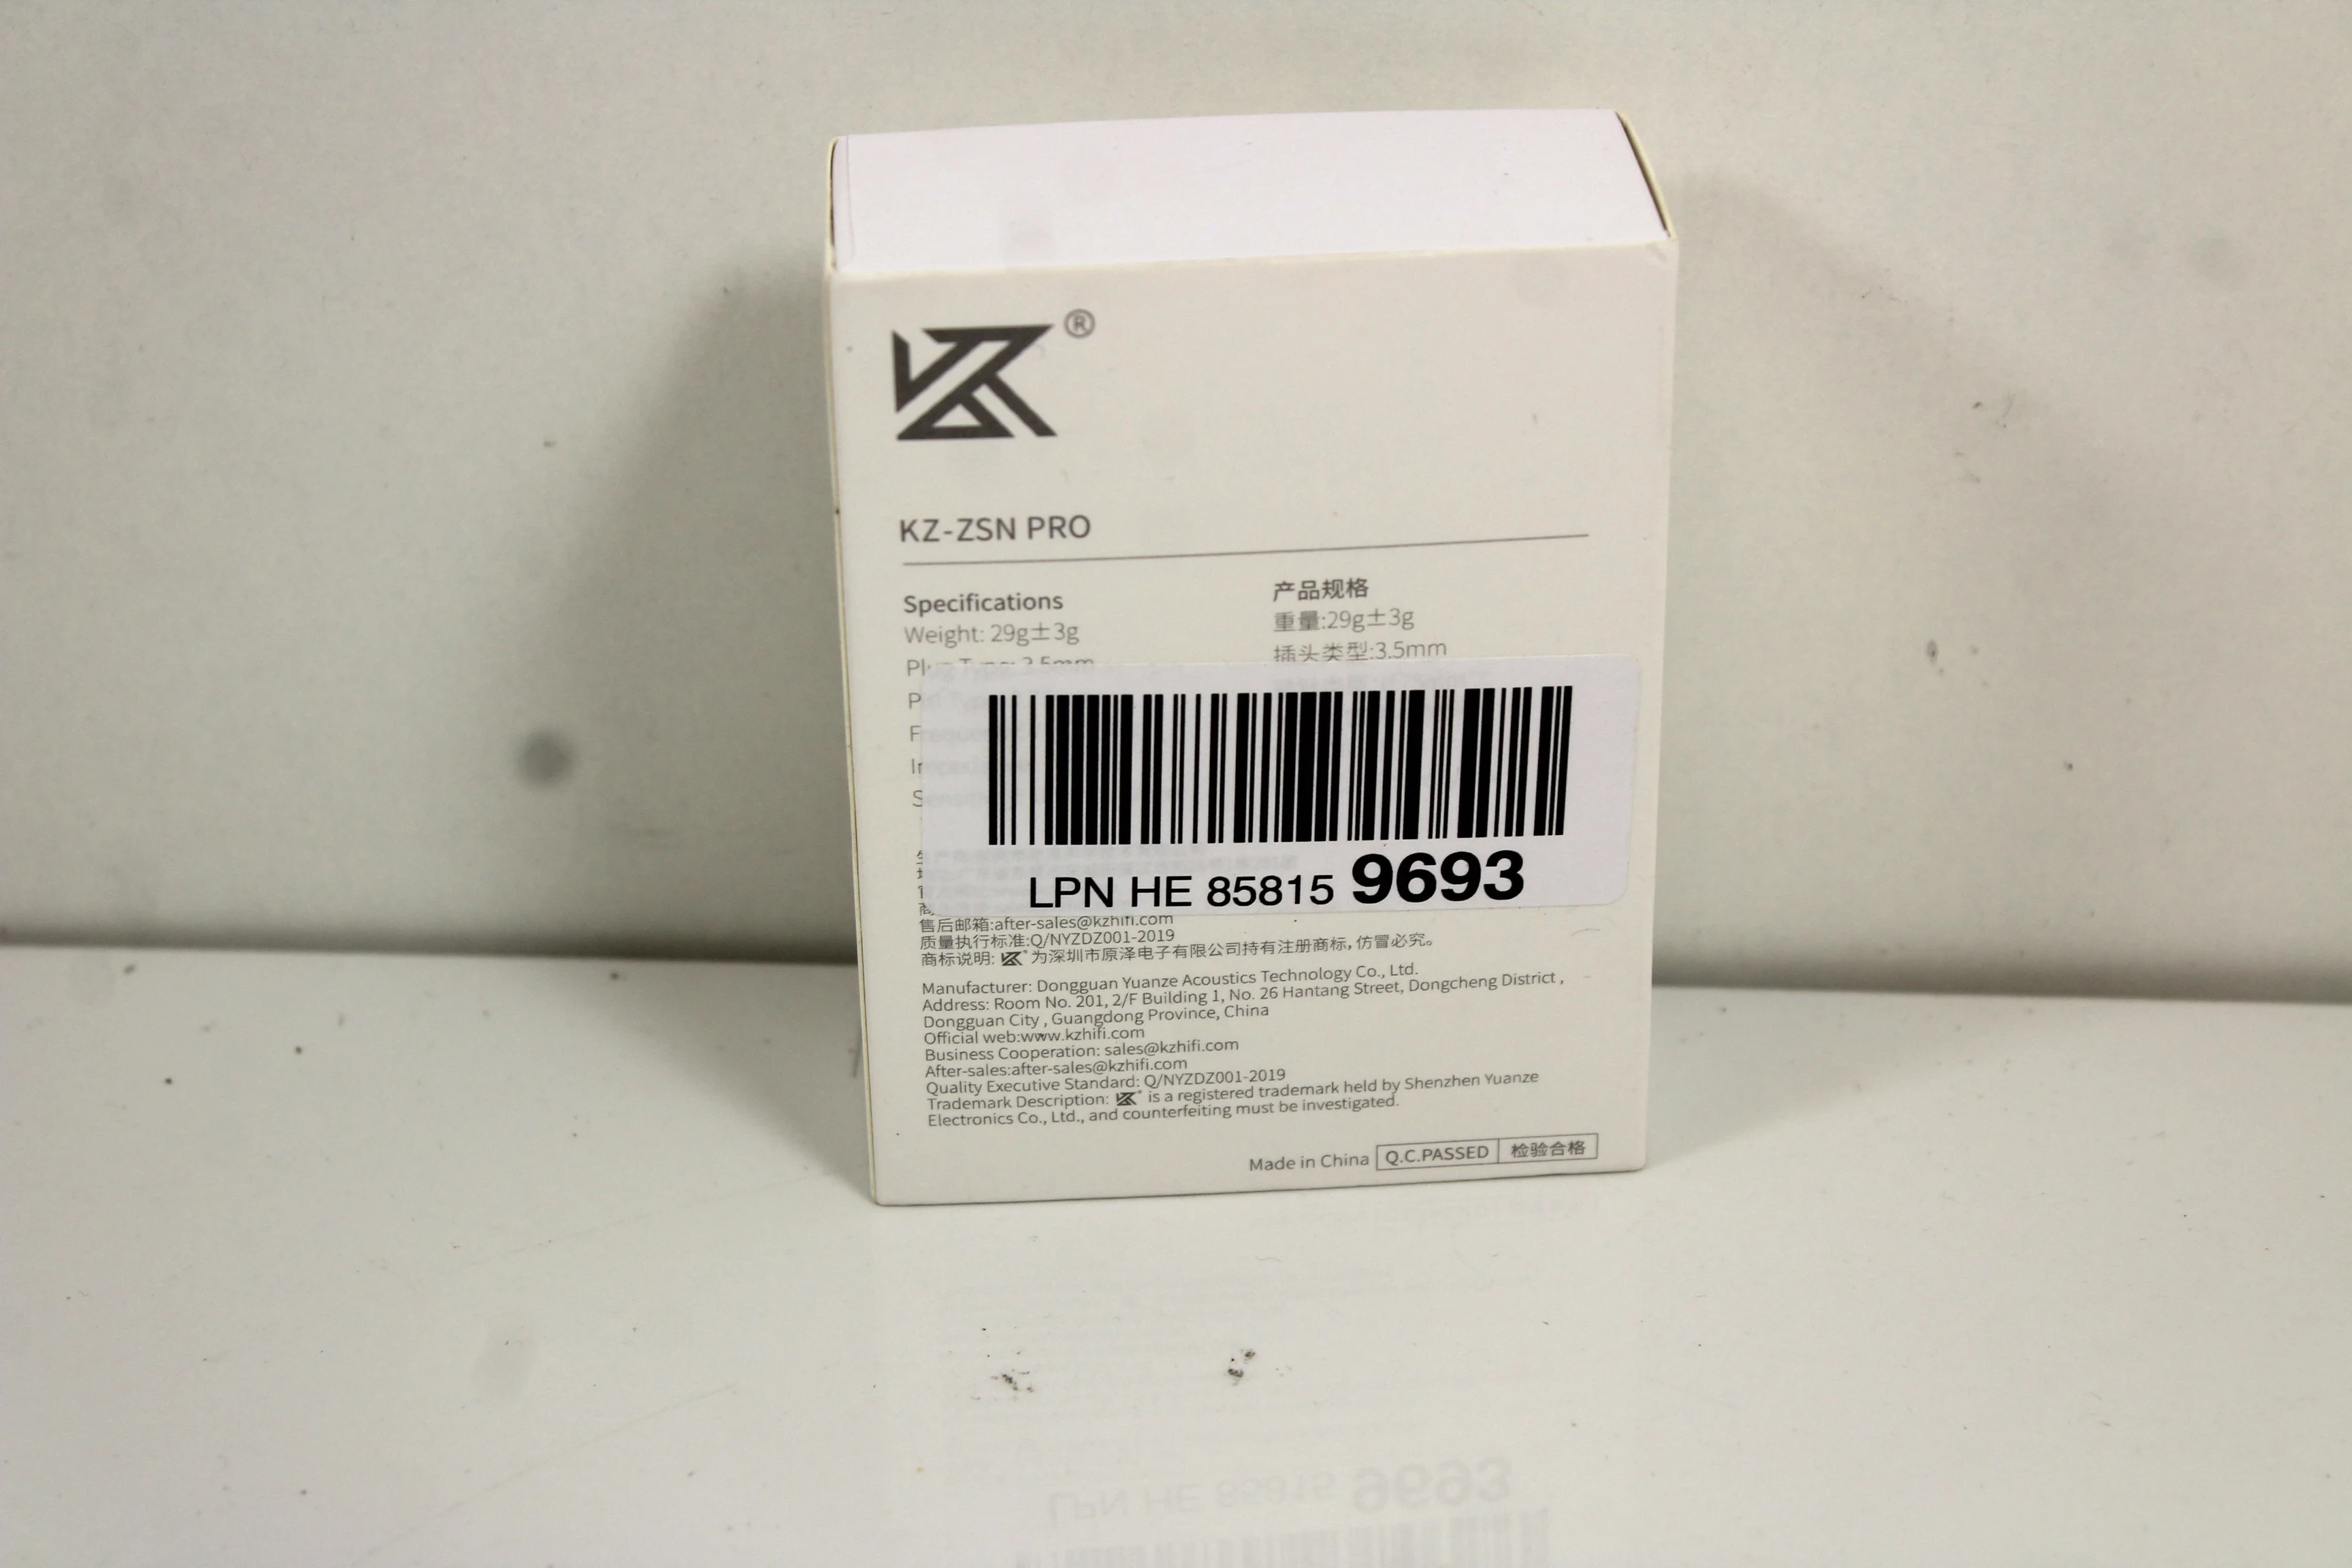 ®
KZ-ZSN PRO
Specifications
Weight: 29g±3g
Plug Type: 3.5mm
产品规格
重量:29g±3g
插头类型:3.5mm
LPN HE 85815 9693
售后邮箱:after-sales@kzhifi.com
质量执行标准:Q/NYZDZ001-2019
商标说明: 为深圳市原泽电子有限公司持有注册商标, 仿冒必究。
Manufacturer: Dongguan Yuanze Acoustics Technology Co., Ltd.
Address: Room No. 201, 2/F Building 1, No. 26 Hantang Street, Dongcheng District ,
Dongguan City , Guangdong Province, China
Official web:www.kzhifi.com
Business Cooperation: sales@kzhifi.com
After-sales:after-sales@kzhifi.com
Quality Executive Standard: Q/NYZDZ001-2019
Trademark Description: is a registered trademark held by Shenzhen Yuanze
Electronics Co., Ltd., and counterfeiting must be investigated.
Made in China Q.C.PASSED 检验合格